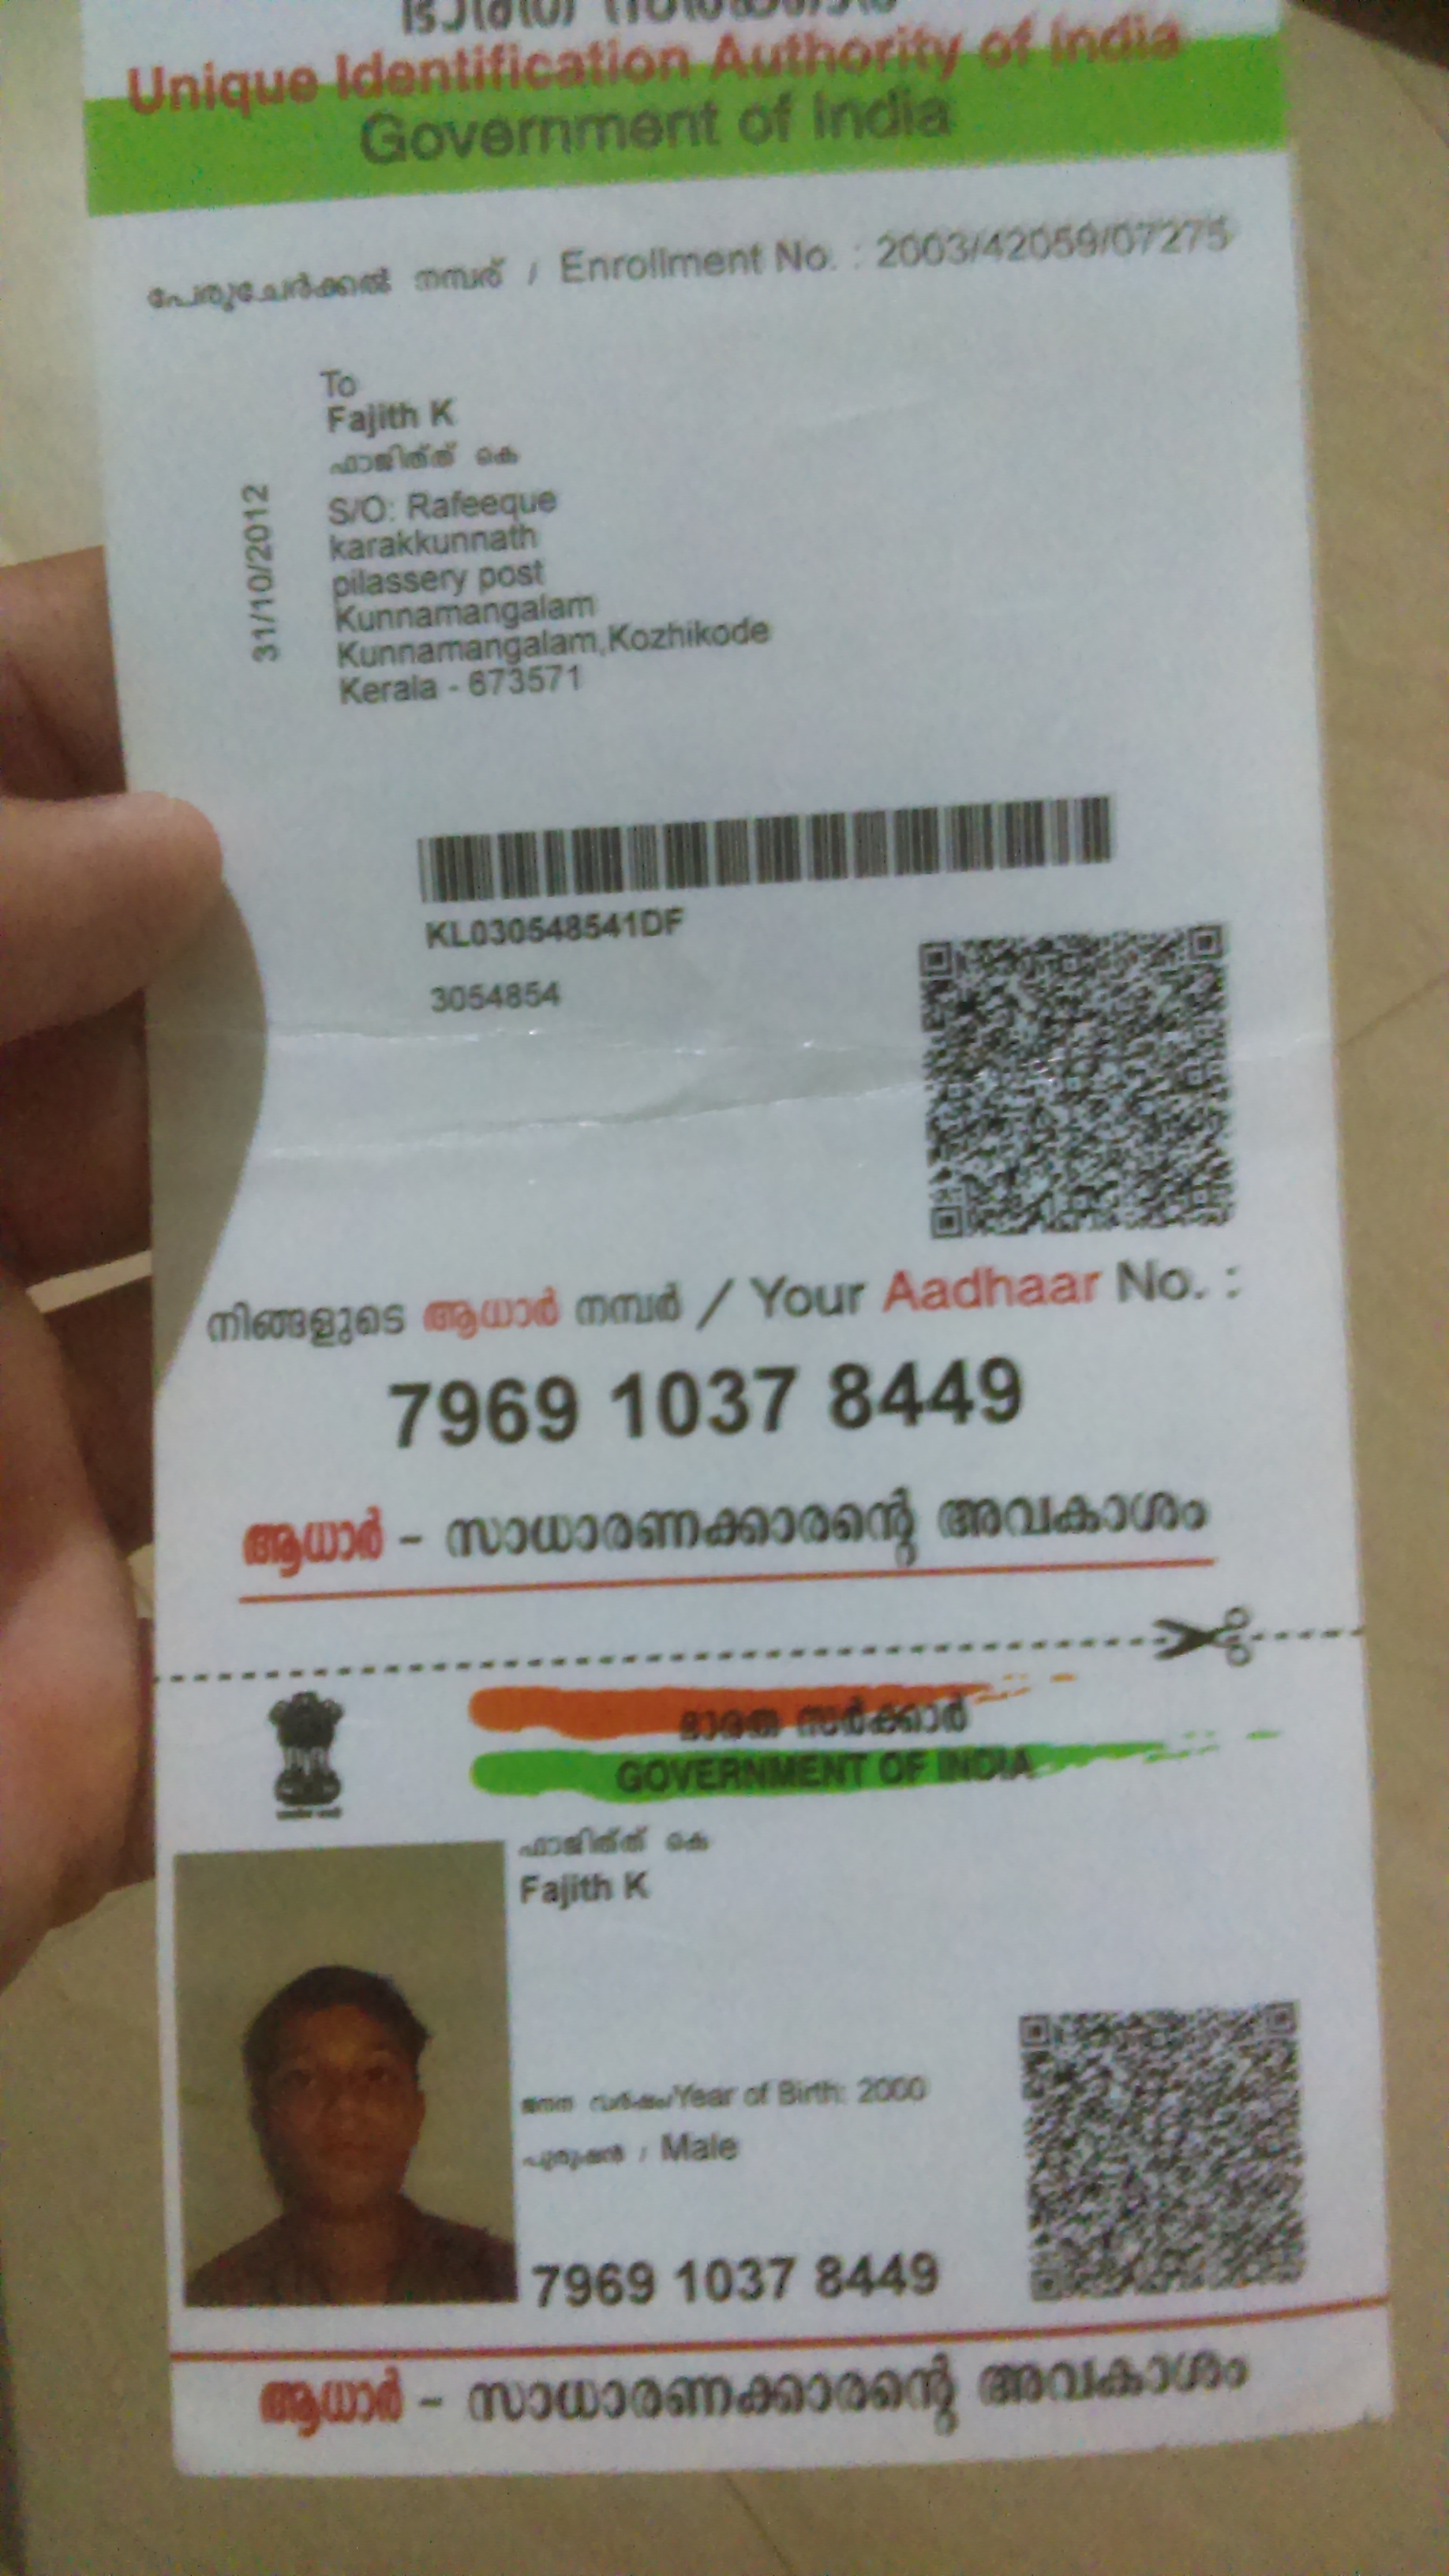 Unique Identification Authority of India
Government of India
പേരുചേർക്കൽ നമ്പര് / Enrollment No. : 2003/42059/07275
To
Fajith K
ഫാജിത്ത് കെ
S/O: Rafeeque
karakkunnath
pilassery post
Kunnamangalam
Kunnamangalam,Kozhikode
Kerala - 673571
31/10/2012
KL030548541DF
3054854
നിങ്ങളുടെ ആധാർ നമ്പർ / Your Aadhaar No. :
7969 1037 8449
ആധാർ – സാധാരണക്കാരന്റെ അവകാശം
ഭാരത സർക്കാർ
GOVERNMENT OF INDIA
ഫാജിത്ത് കെ
Fajith K
ജനന വർഷം/Year of Birth: 2000
പുരുഷൻ / Male
7969 1037 8449
ആധാർ – സാധാരണക്കാരന്റെ അവകാശം